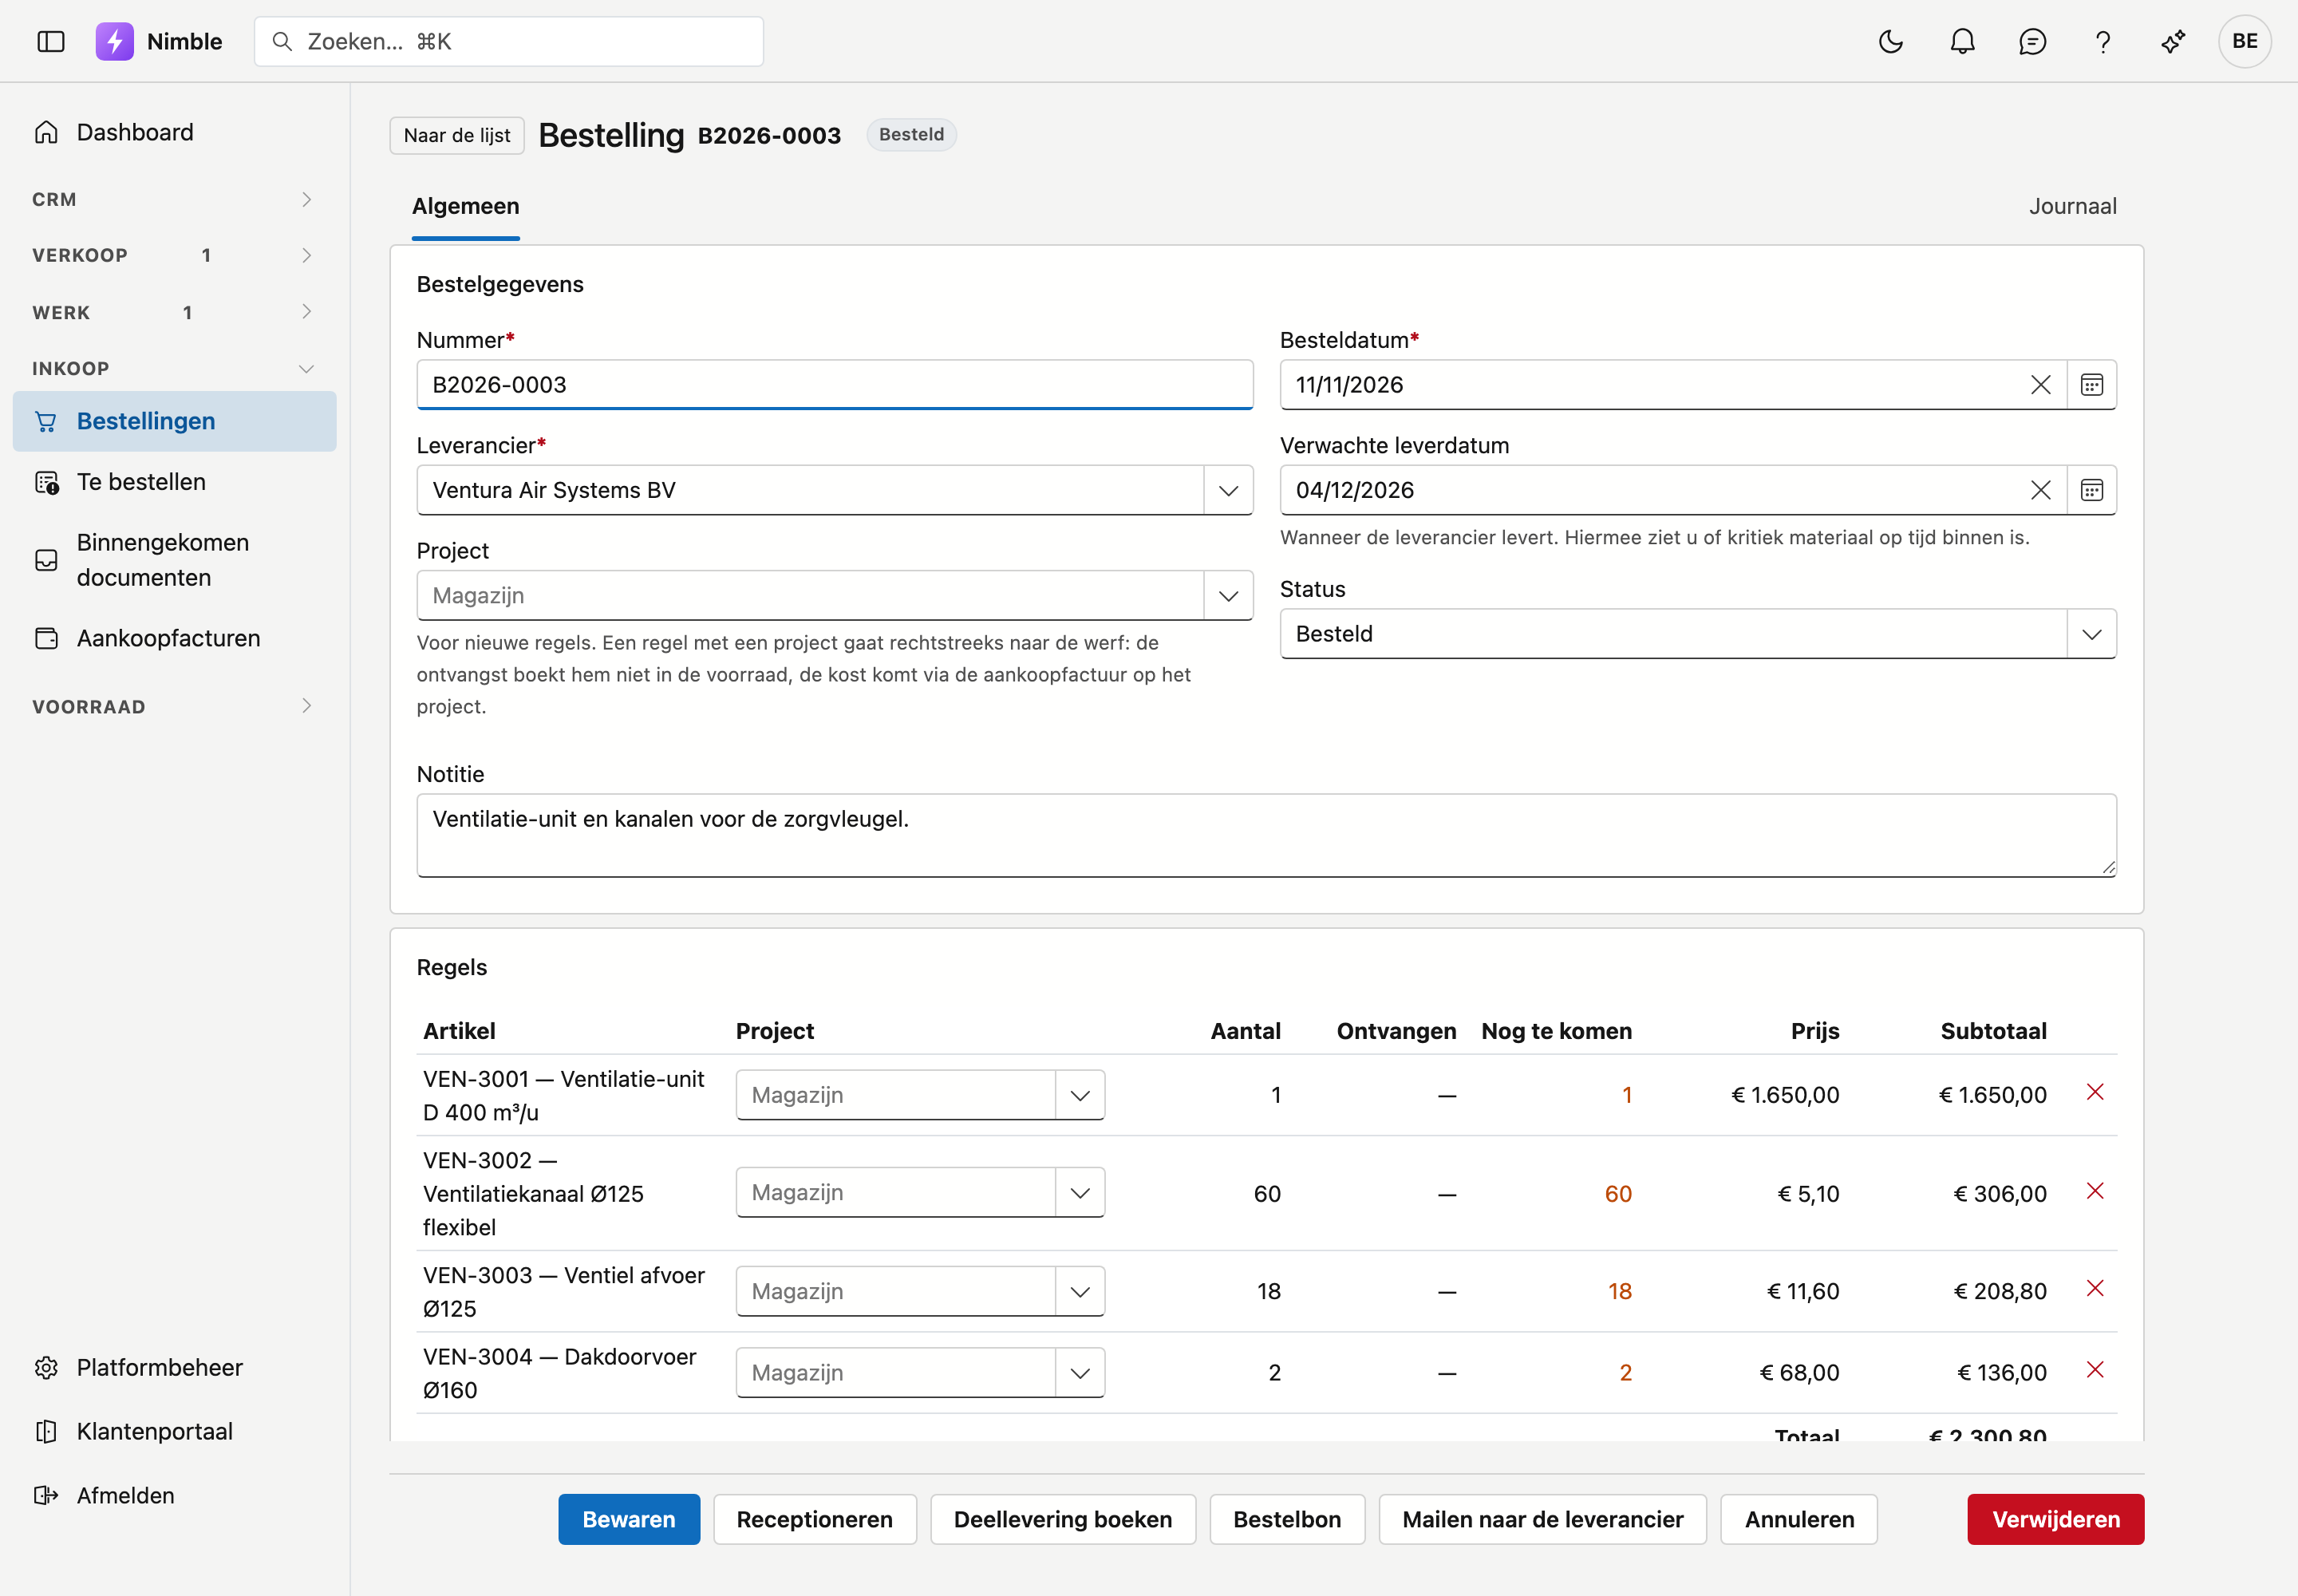 Nimble
Zoeken... ⌘K
BE
Dashboard
CRM
VERKOOP 1
WERK 1
INKOOP
Bestellingen
Te bestellen
Binnengekomen
documenten
Aankoopfacturen
VOORRAAD
Platformbeheer
Klantenportaal
Afmelden
Naar de lijst Bestelling B2026-0003 Besteld
Algemeen Journaal
Bestelgegevens
Nummer*
B2026-0003
Besteldatum*
11/11/2026
Leverancier*
Ventura Air Systems BV
Verwachte leverdatum
04/12/2026
Wanneer de leverancier levert. Hiermee ziet u of kritiek materiaal op tijd binnen is.
Project
Magazijn
Voor nieuwe regels. Een regel met een project gaat rechtstreeks naar de werf: de
ontvangst boekt hem niet in de voorraad, de kost komt via de aankoopfactuur op het
project.
Status
Besteld
Notitie
Ventilatie-unit en kanalen voor de zorgvleugel.
Regels
Artikel Project Aantal Ontvangen Nog te komen Prijs Subtotaal
VEN-3001 — Ventilatie-unit
D 400 m³/u
Magazijn 1 — 1 € 1.650,00 € 1.650,00
VEN-3002 —
Ventilatiekanaal Ø125
flexibel
Magazijn 60 — 60 € 5,10 € 306,00
VEN-3003 — Ventiel afvoer
Ø125
Magazijn 18 — 18 € 11,60 € 208,80
VEN-3004 — Dakdoorvoer
Ø160
Magazijn 2 — 2 € 68,00 € 136,00
Totaal € 2.300,80
Bewaren Receptioneren Deellevering boeken Bestelbon Mailen naar de leverancier Annuleren Verwijderen